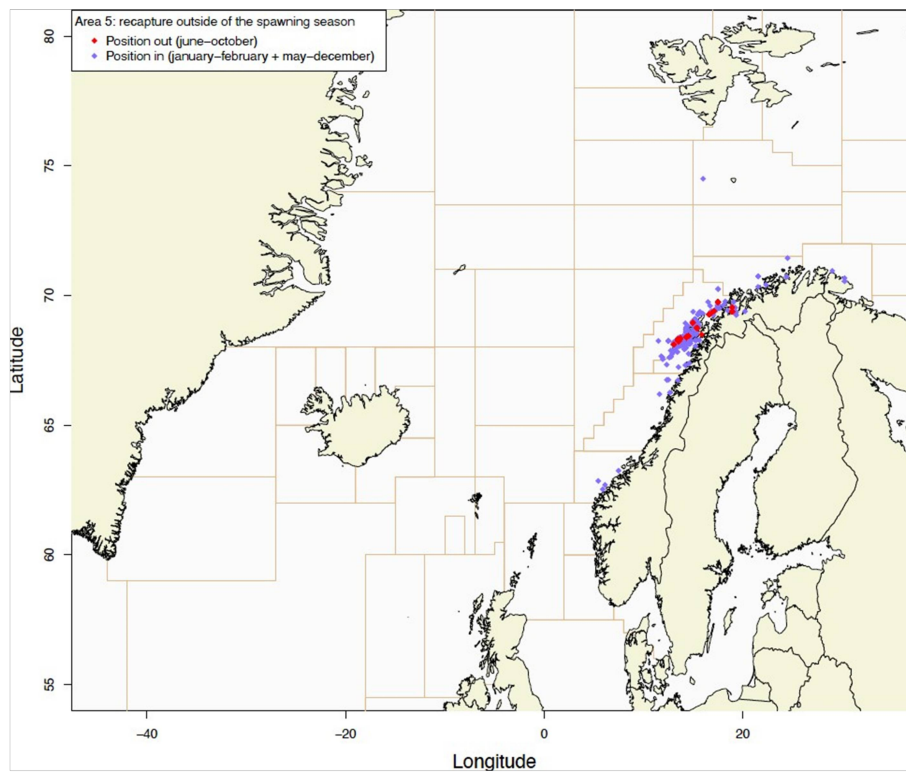 Area 5: recapture outside of the spawning season
Position out (june−october)
Position in (january−february + may−december)
80
75
70
65
60
55
Latitude
−40
−20
0
20
Longitude